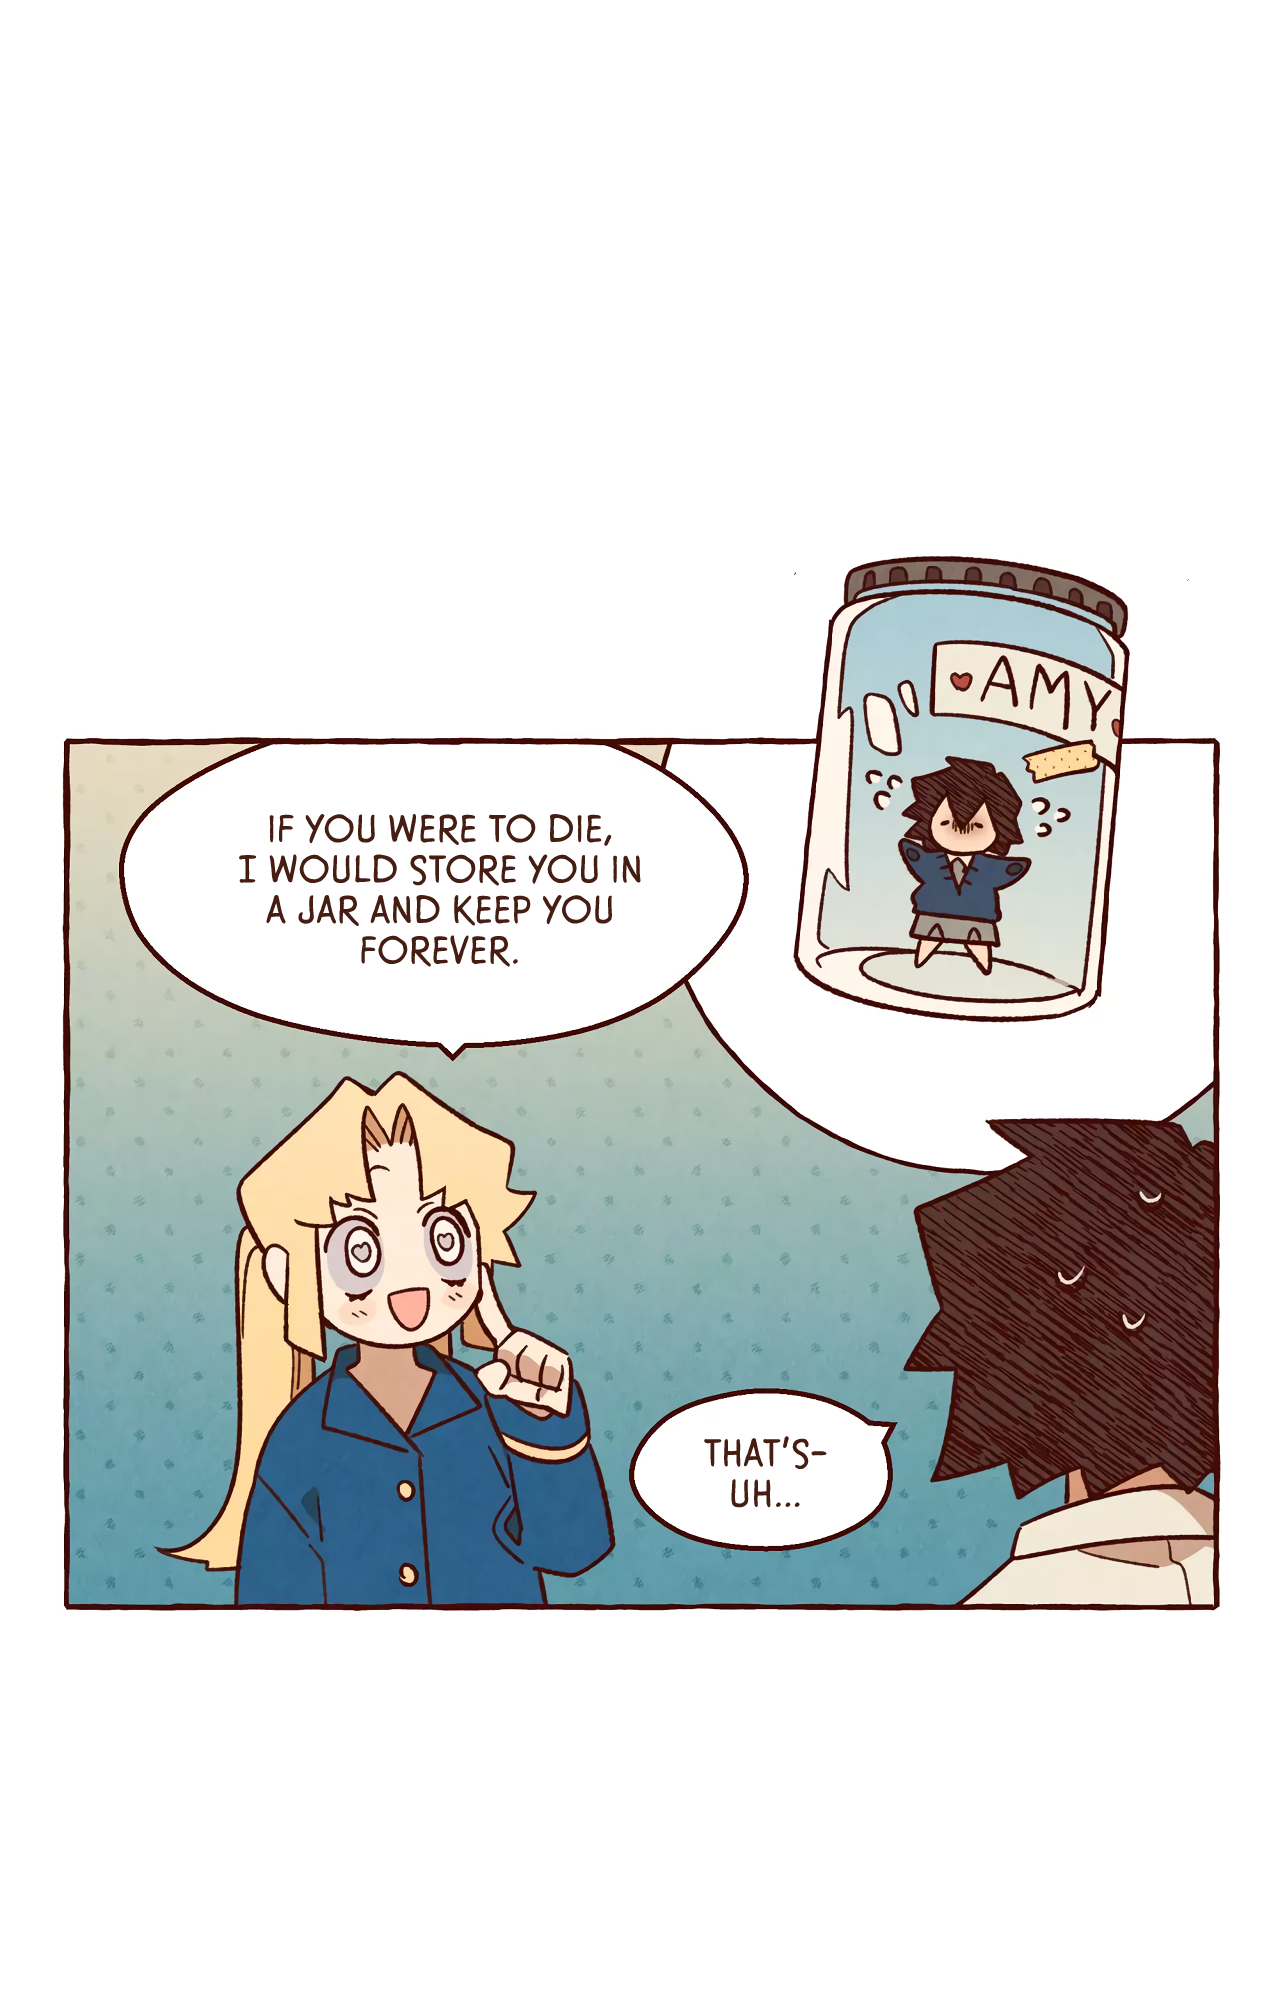 AMY
IF YOU WERE TO DIE,
I WOULD STORE YOU IN
A JAR AND KEEP YOU
FOREVER.
THAT'S-
UH...